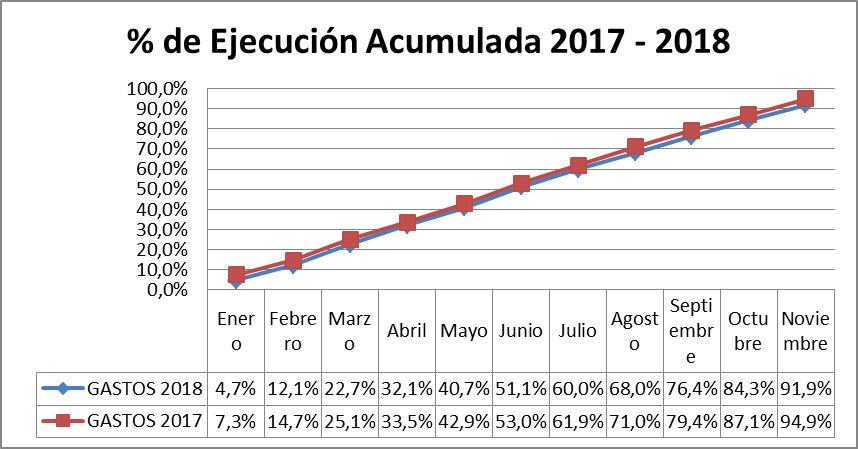 % de Ejecución Acumulada 2017 - 2018
100,0%
90,0%
80,0%
70,0%
60,0%
50,0%
40,0%
30,0%
20,0%
10,0%
0,0%
Ener
o
Febre
ro
Marz
o
Abril
Mayo
Junio
Julio
Agost
o
Septi
embr
e
Octu
bre
Novie
mbre
GASTOS 2018 4,7% 12,1% 22,7% 32,1% 40,7% 51,1% 60,0% 68,0% 76,4% 84,3% 91,9%
GASTOS 2017 7,3% 14,7% 25,1% 33,5% 42,9% 53,0% 61,9% 71,0% 79,4% 87,1% 94,9%